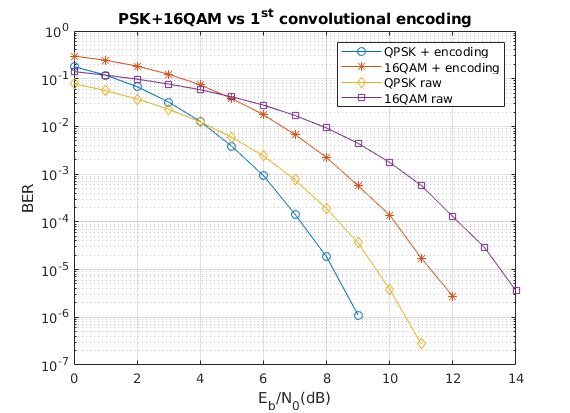 PSK+16QAM vs 1st convolutional encoding
QPSK + encoding
16QAM + encoding
QPSK raw
16QAM raw
10^0
10^-1
10^-2
10^-3
10^-4
10^-5
10^-6
10^-7
BER
0 2 4 6 8 10 12 14
E_b/N_0(dB)